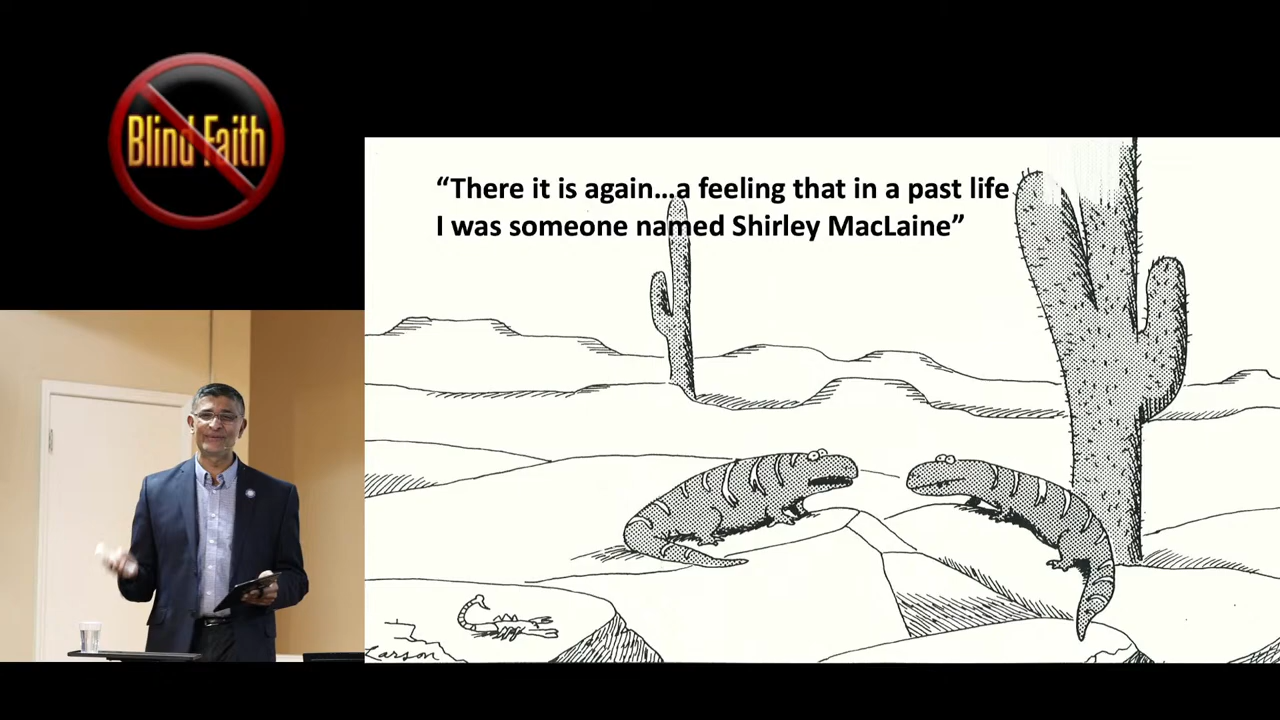 Blind Faith
“There it is again...a feeling that in a past life
I was someone named Shirley MacLaine”
Larson